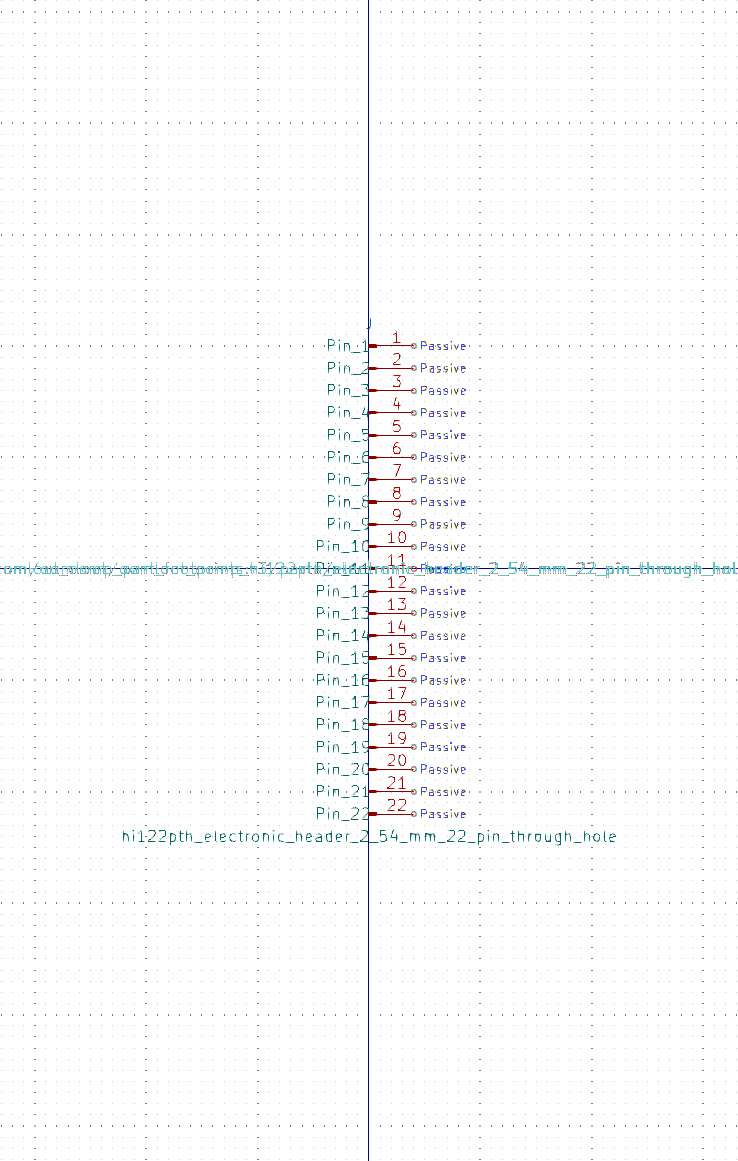 J
1
Pin_1 Passive
2
Pin_2 Passive
3
Pin_3 Passive
4
Pin_4 Passive
5
Pin_5 Passive
6
Pin_6 Passive
7
Pin_7 Passive
8
Pin_8 Passive
9
Pin_9 Passive
10
Pin_10 Passive
11
header_2_54_mm_22_pin_through_hol
12
Pin_12 Passive
13
Pin_13 Passive
14
Pin_14 Passive
15
Pin_15 Passive
16
Pin_16 Passive
17
Pin_17 Passive
18
Pin_18 Passive
19
Pin_19 Passive
20
Pin_20 Passive
21
Pin_21 Passive
22
Pin_22 Passive
hi122pth_electronic_header_2_54_mm_22_pin_through_hole